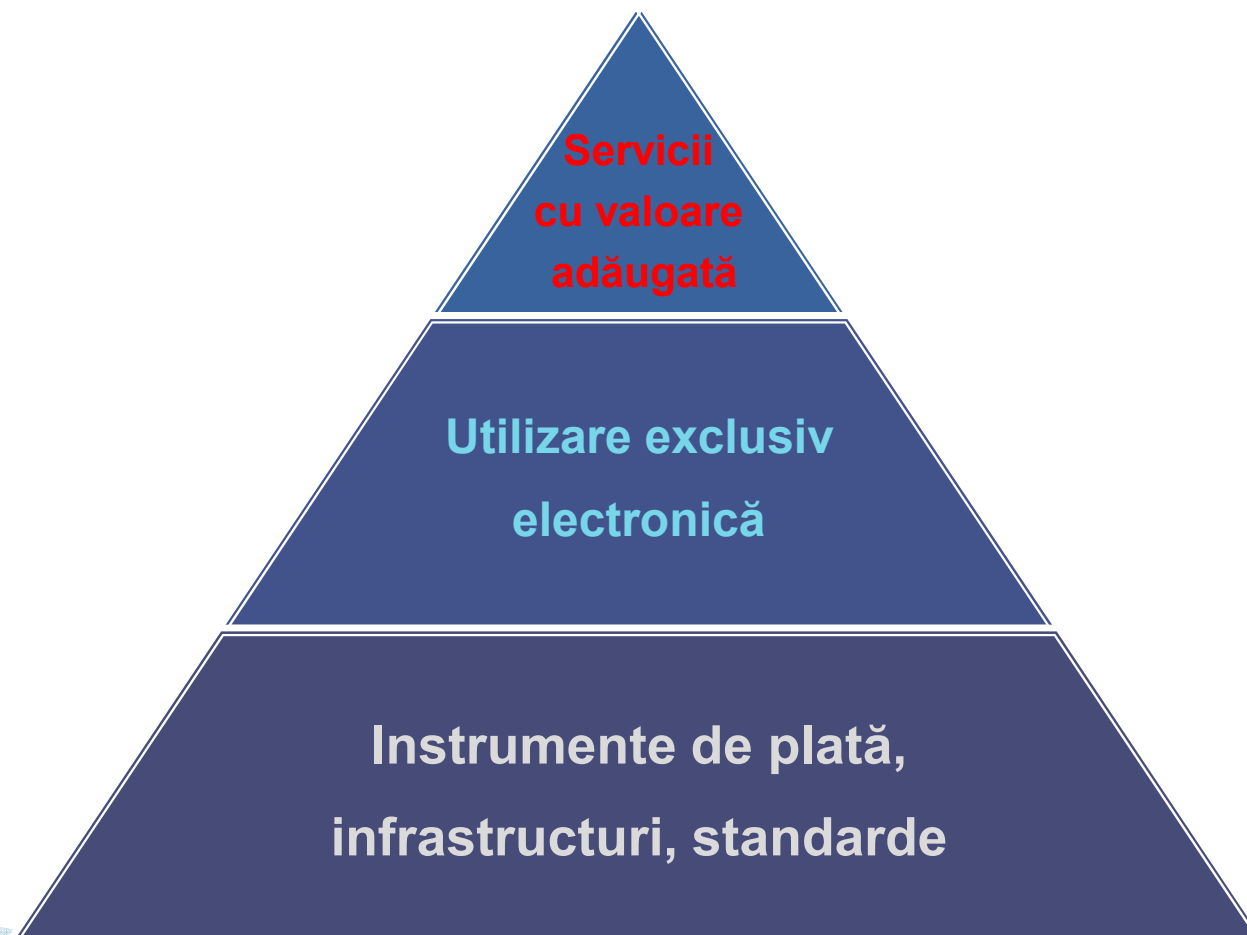 Servicii
cu valoare
adăugată
Utilizare exclusiv
electronică
Instrumente de plată,
infrastructuri, standarde